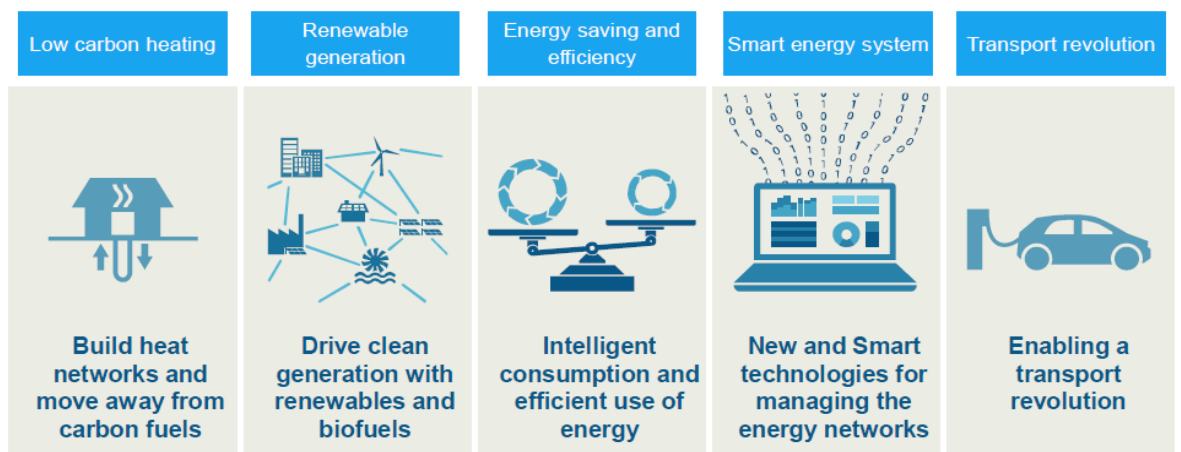 Low carbon heating
Renewable
generation
Energy saving and
efficiency
Smart energy system
Transport revolution
Build heat
networks and
move away from
carbon fuels
Drive clean
generation with
renewables and
biofuels
Intelligent
consumption and
efficient use of
energy
New and Smart
technologies for
managing the
energy networks
Enabling a
transport
revolution